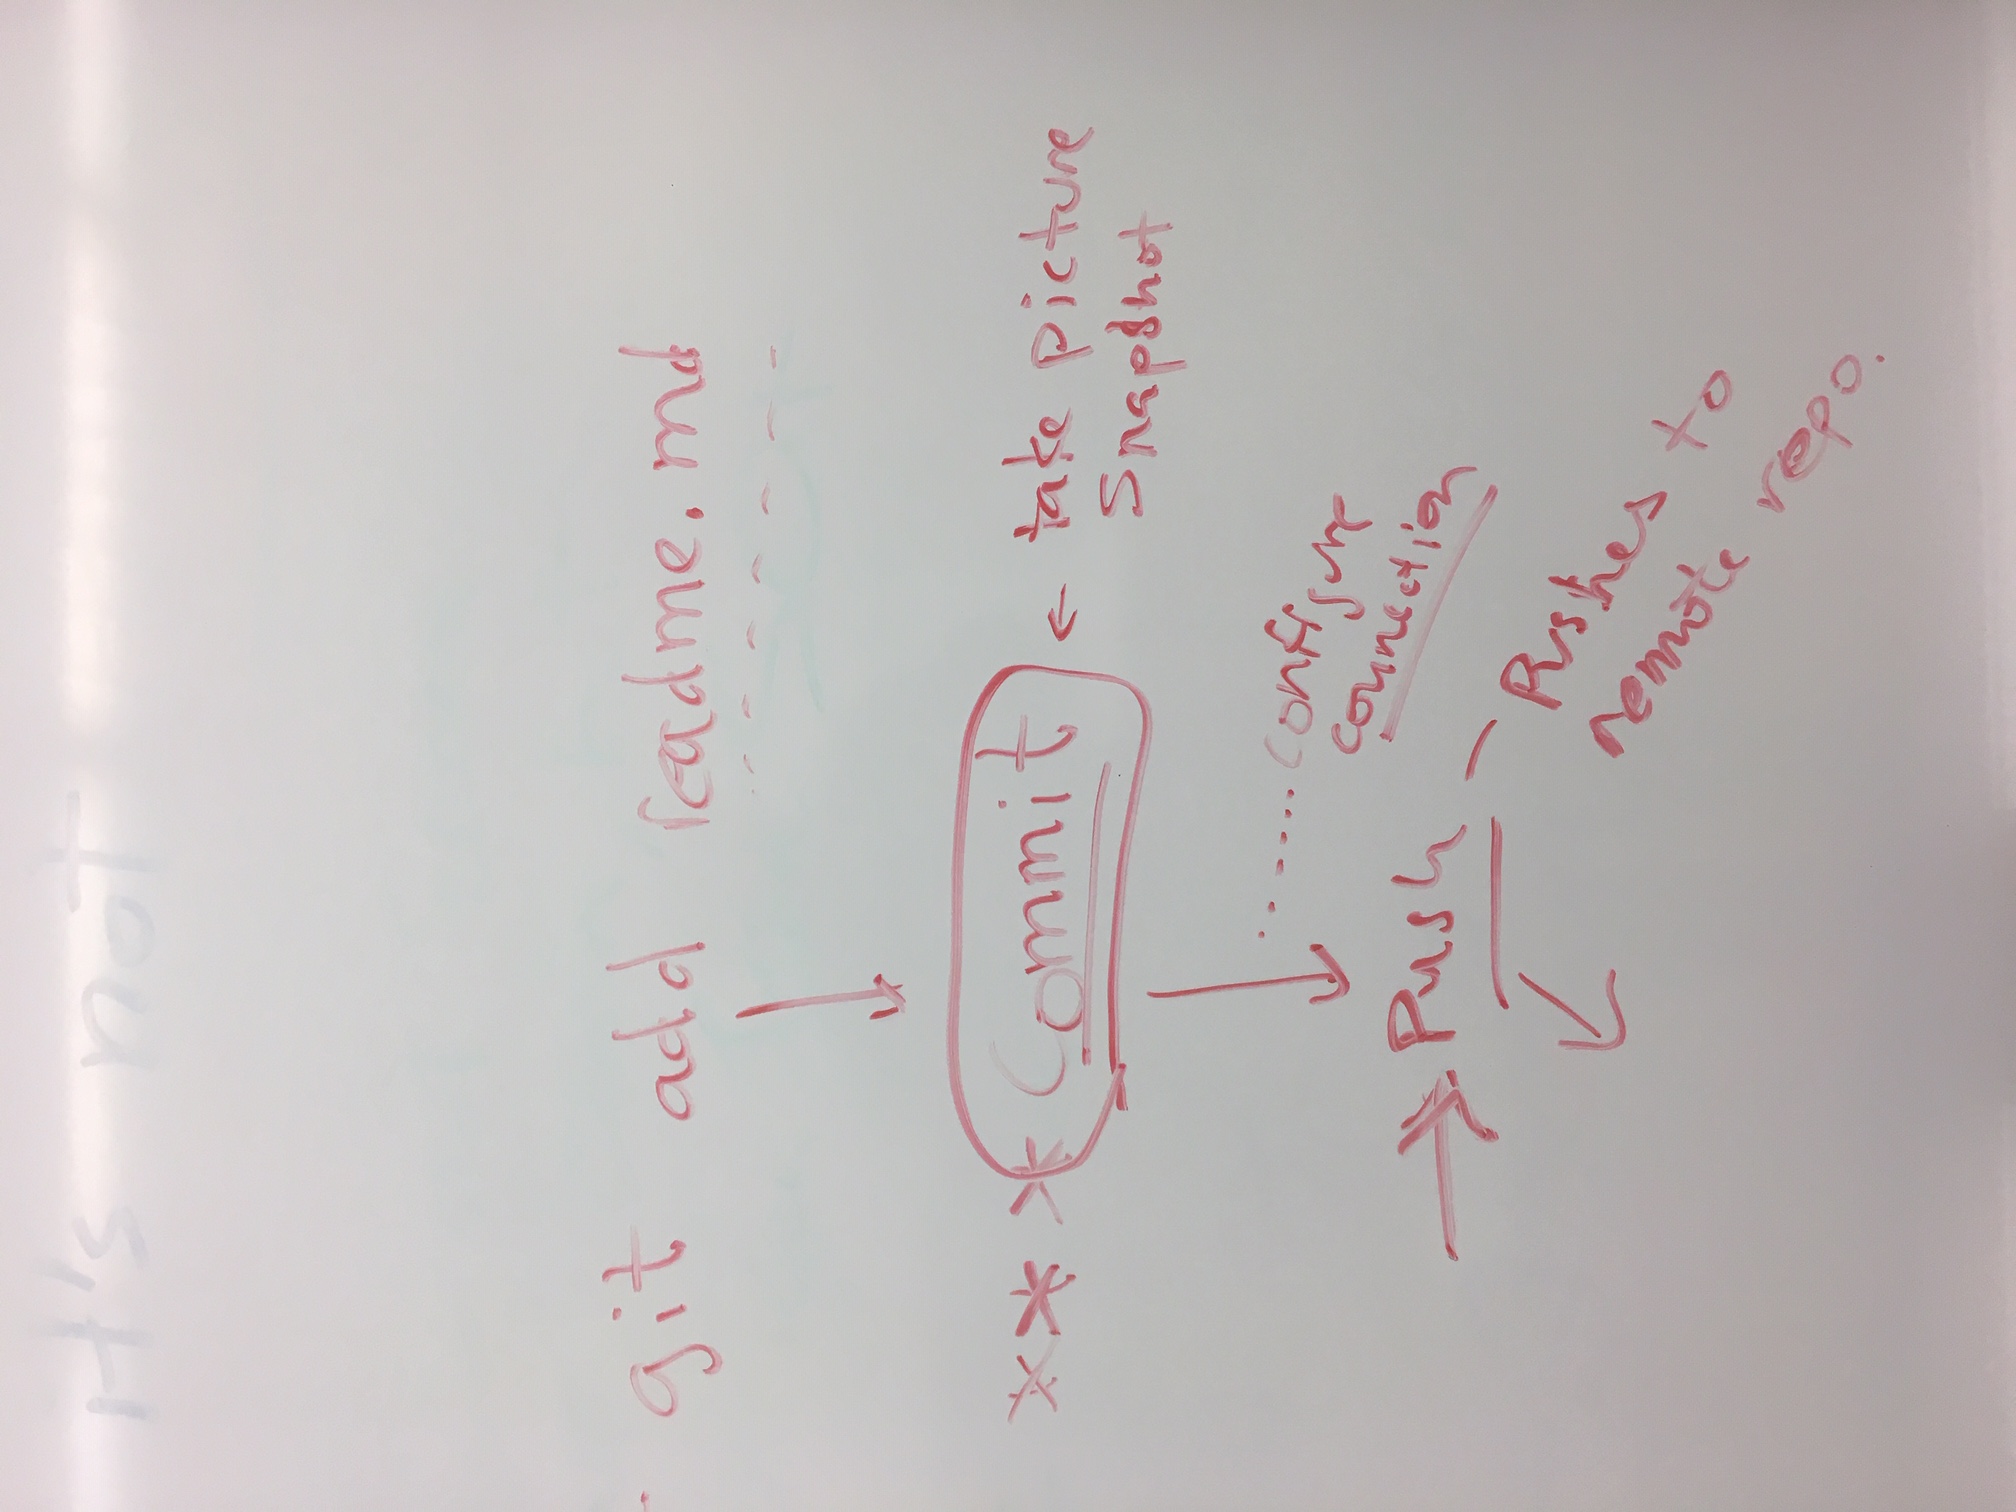 it's not
- git add readme.md
*** Commit ← take picture
Snapshot
configure
connection
Push
Pushes to
remote repo.